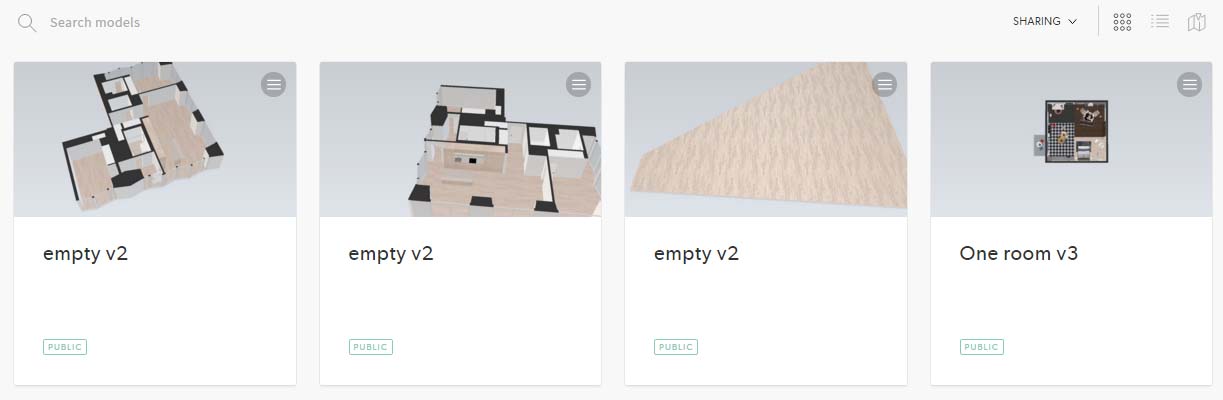 Search models
SHARING
empty v2
empty v2
empty v2
One room v3
PUBLIC
PUBLIC
PUBLIC
PUBLIC